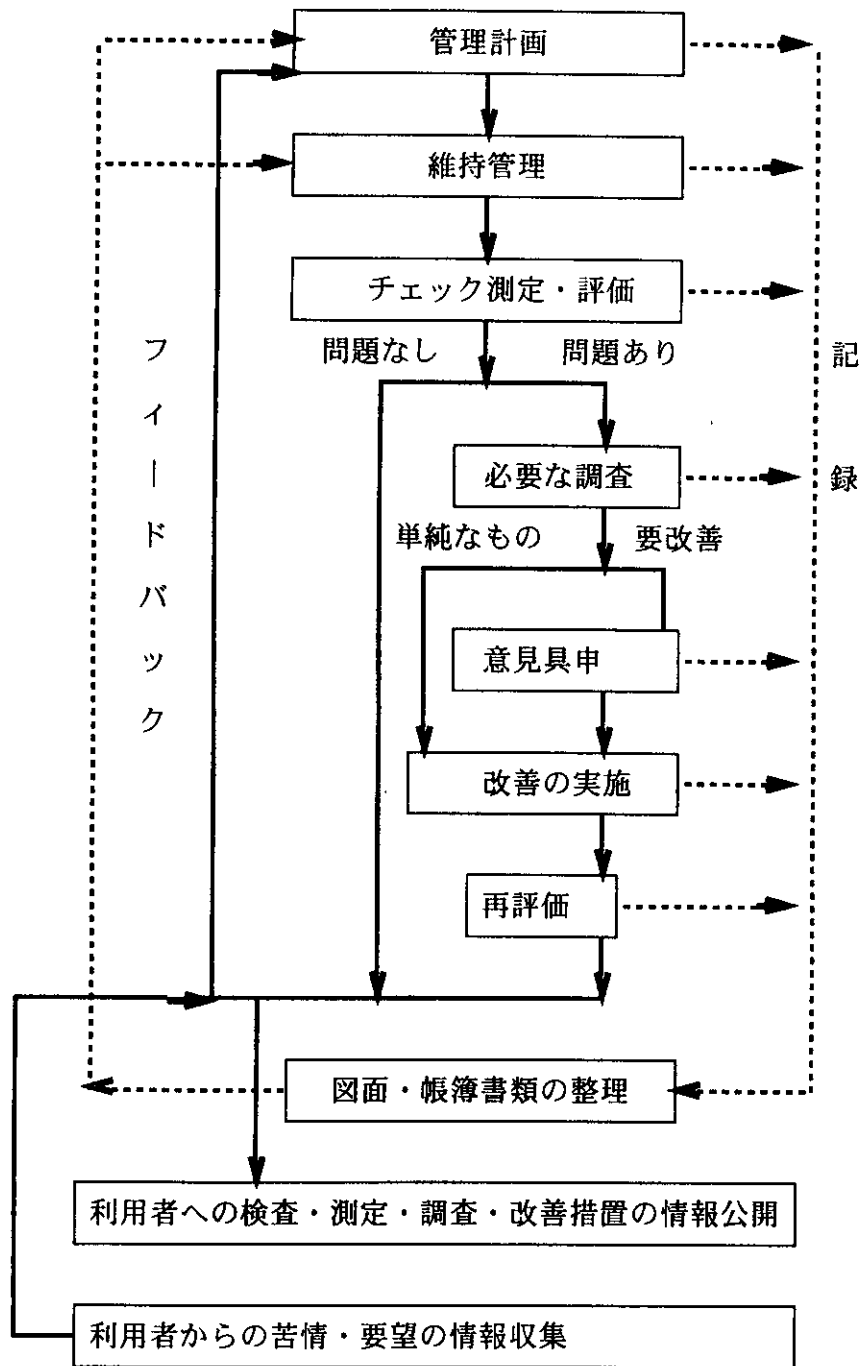 管理計画
維持管理
チェック測定・評価
問題なし
問題あり
必要な調査
単純なもの
要改善
意見具申
改善の実施
再評価
フィードバック
記録
図面・帳簿書類の整理
利用者への検査・測定・調査・改善措置の情報公開
利用者からの苦情・要望の情報収集